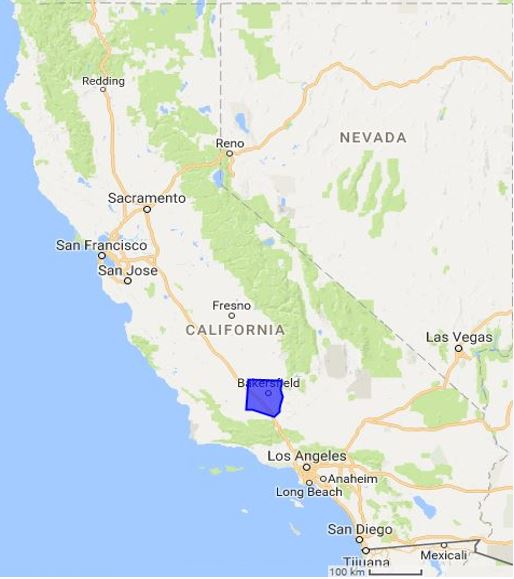 Redding
Reno
NEVADA
Sacramento
San Francisco
San Jose
Fresno
CALIFORNIA
Las Vegas
Bakersfield
Los Angeles
Anaheim
Long Beach
San Diego
Mexicali
Tijuana
100 km